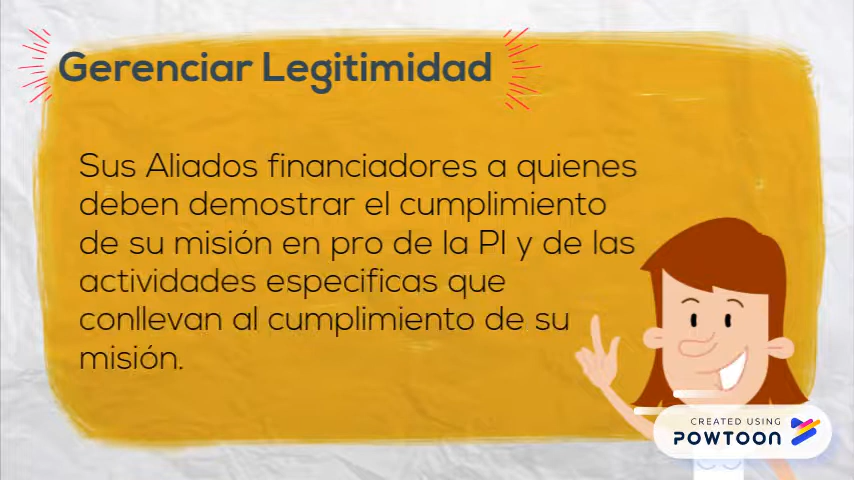 Gerenciar Legitimidad
Sus Aliados financiadores a quienes
deben demostrar el cumplimiento
de su misión en pro de la PI y de las
actividades especificas que
conllevan al cumplimiento de su
misión.
CREATED USING
POWTOON